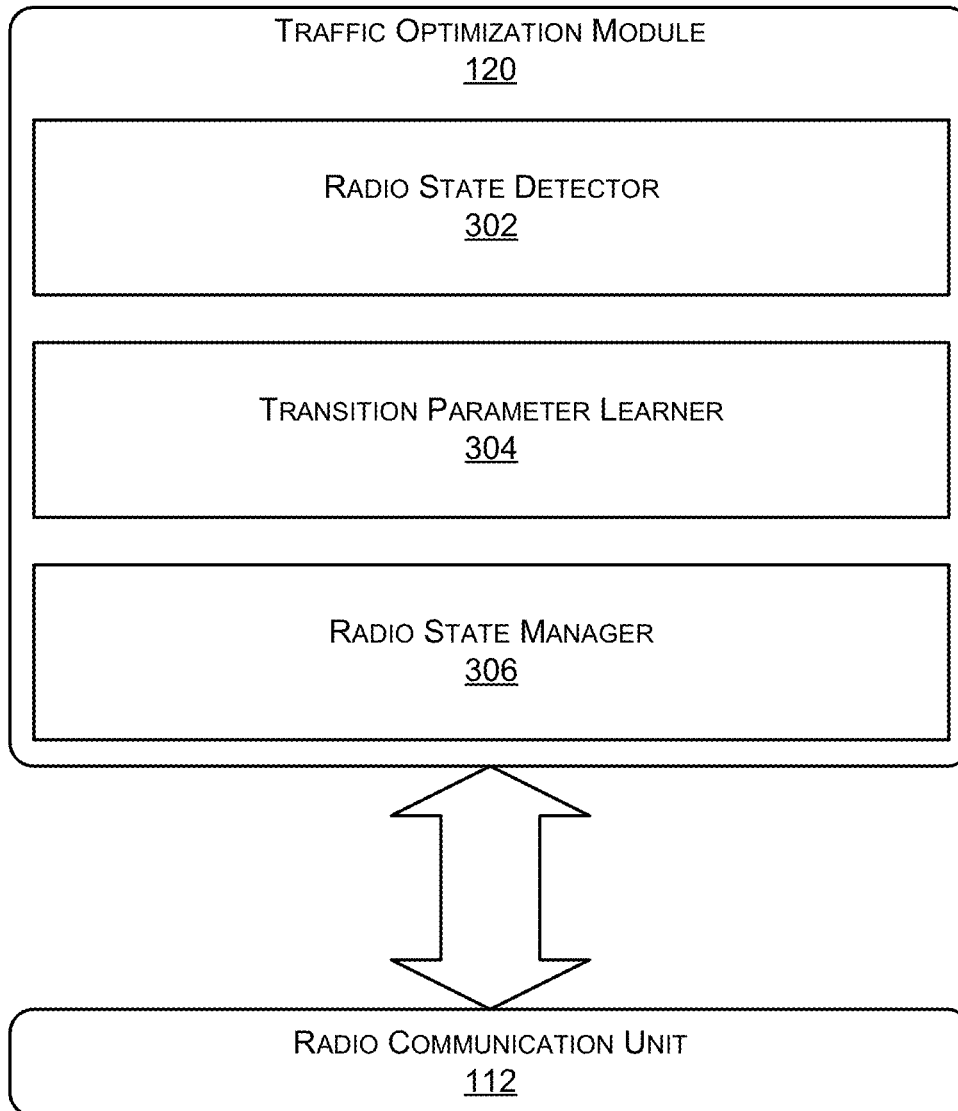 TRAFFIC OPTIMIZATION MODULE
120
RADIO STATE DETECTOR
302
TRANSITION PARAMETER LEARNER
304
RADIO STATE MANAGER
306
RADIO COMMUNICATION UNIT
112